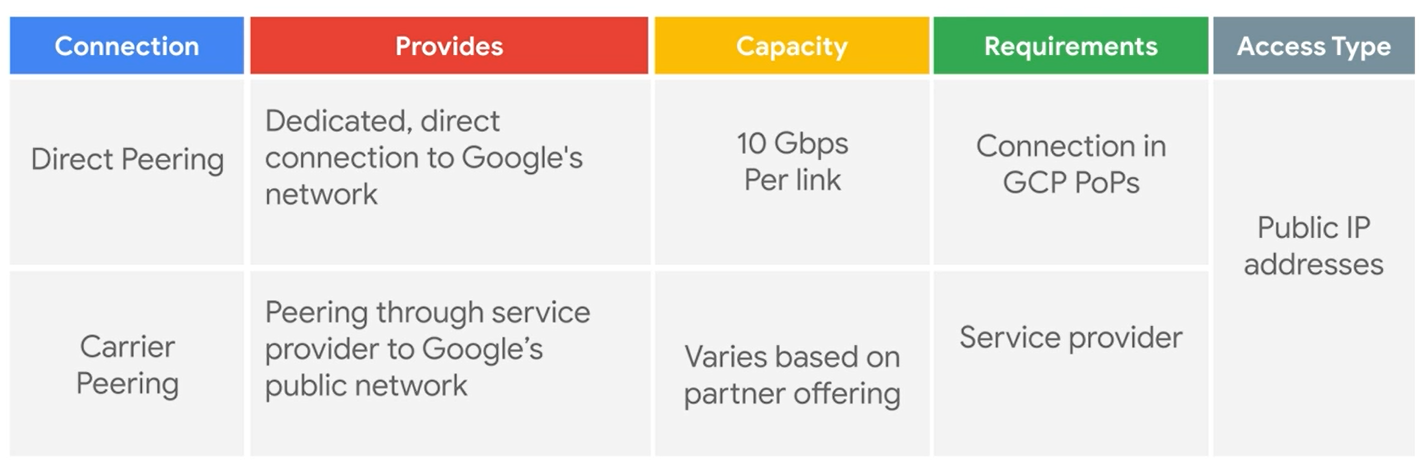 Connection
Provides
Capacity
Requirements
Access Type
Direct Peering
Dedicated, direct
connection to Google's
network
10 Gbps
Per link
Connection in
GCP PoPs
Public IP
addresses
Carrier
Peering
Peering through service
provider to Google’s
public network
Varies based on
partner offering
Service provider